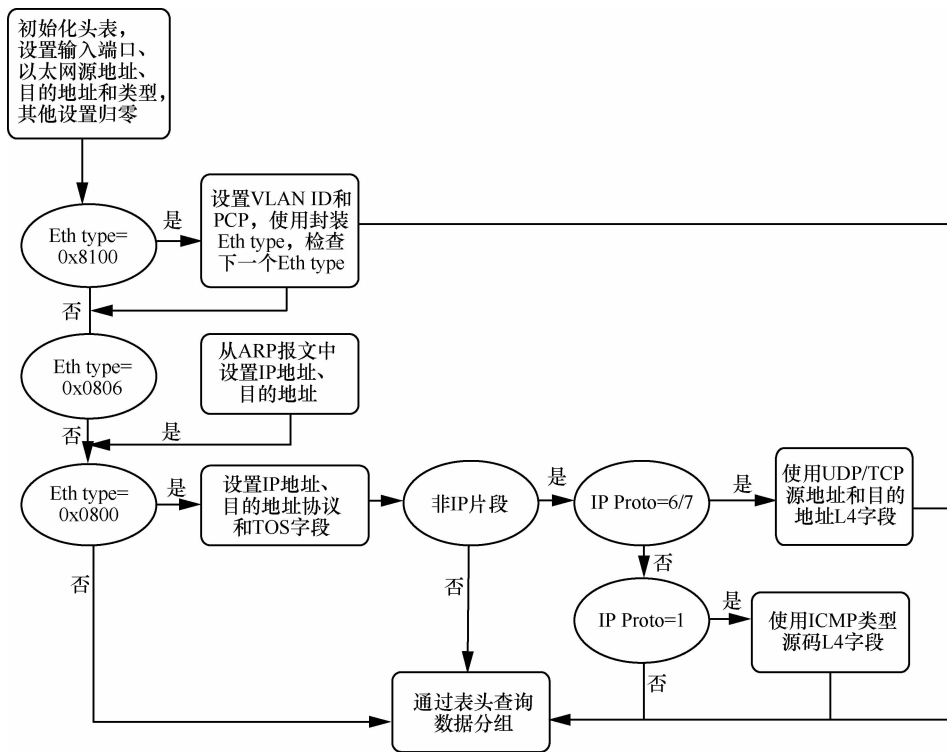 初始化头表，
设置输入端口、
以太网源地址、
目的地址和类型，
其他设置归零
Eth type=
0x8100
是
设置VLAN ID和
PCP，使用封装
Eth type，检查
下一个Eth type
否
Eth type=
0x0806
从ARP报文中
设置IP地址、
目的地址
否
是
Eth type=
0x0800
是
设置IP地址、
目的地址协议
和TOS字段
非IP片段
是
IP Proto=6/7
是
使用UDP/TCP
源地址和目的
地址L4字段
否
否
否
IP Proto=1
是
使用ICMP类型
源码L4字段
否
通过表头查询
数据分组